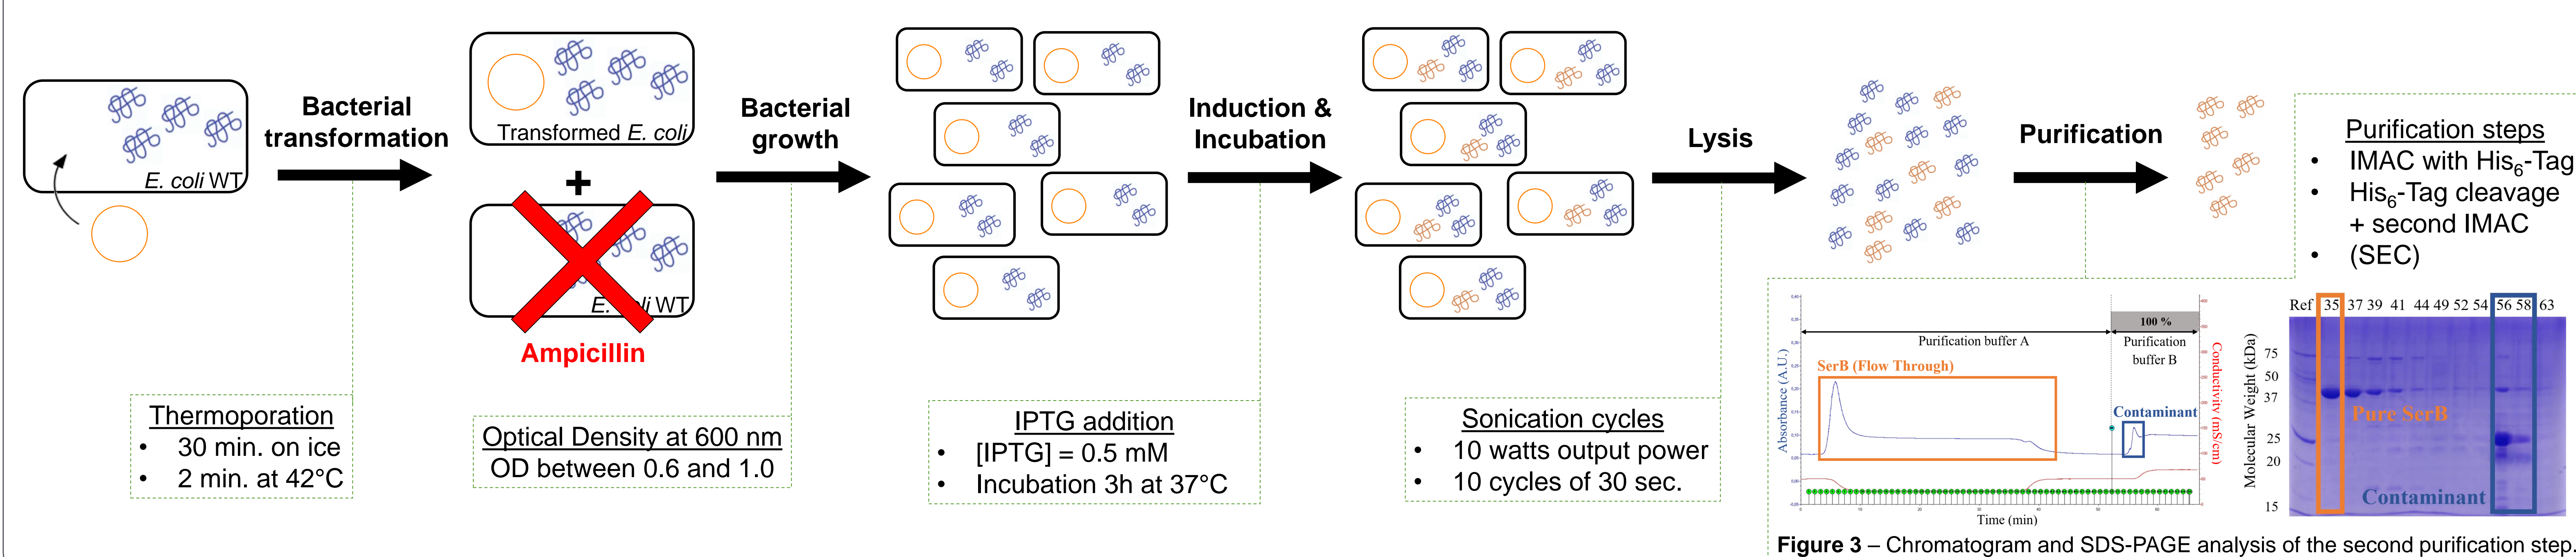 E. coli WT
Bacterial
transformation
Thermoporation
• 30 min. on ice
• 2 min. at 42°C
Transformed E. coli
+
E. coli WT
Ampicillin
Bacterial
growth
Optical Density at 600 nm
OD between 0.6 and 1.0
Induction &
Incubation
IPTG addition
• [IPTG] = 0.5 mM
• Incubation 3h at 37°C
Lysis
Sonication cycles
• 10 watts output power
• 10 cycles of 30 sec.
Purification
Purification steps
• IMAC with His6-Tag
• His6-Tag cleavage
+ second IMAC
• (SEC)
100 %
Purification buffer A
Purification
buffer B
SerB (Flow Through)
Contaminant
Absorbance (A.U.)
Conductivity (mS/cm)
Time (min)
Ref 35 37 39 41 44 49 52 54 56 58 63
Molecular Weight (kDa)
75
50
37
25
20
15
Pure SerB
Contaminant
Figure 3 – Chromatogram and SDS-PAGE analysis of the second purification step.